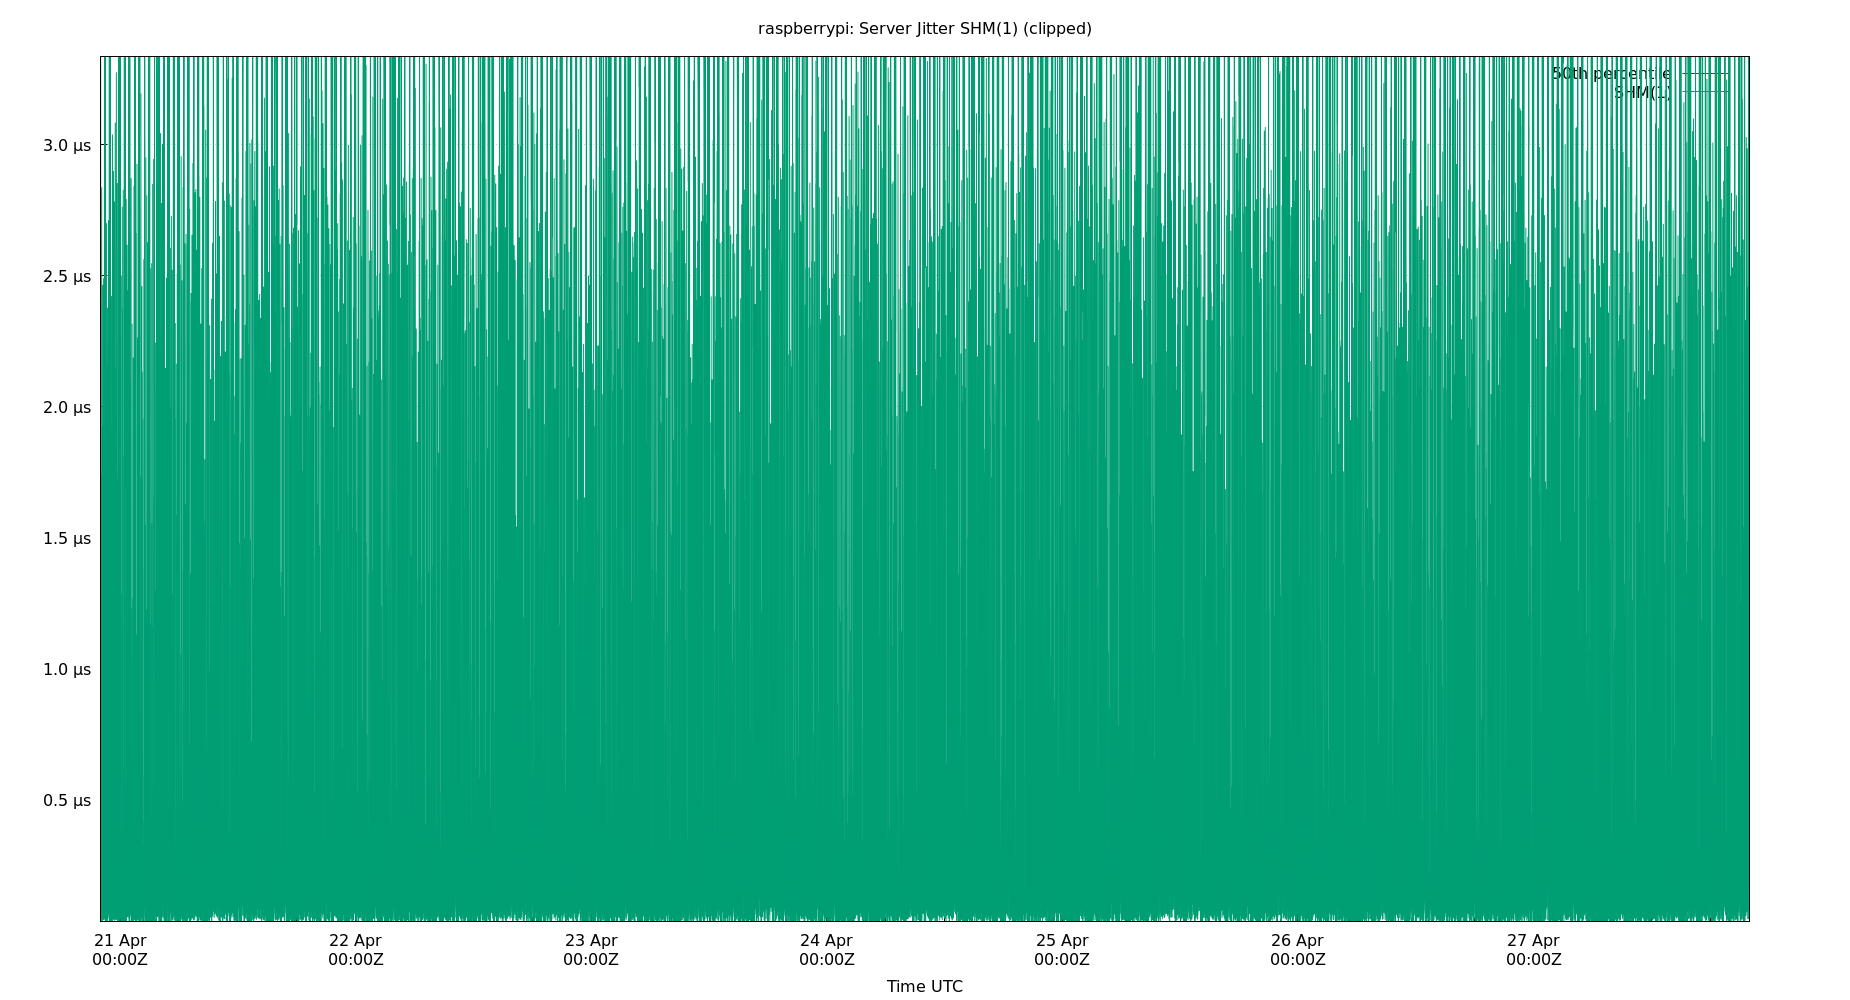 raspberrypi: Server Jitter SHM(1) (clipped)
50th percentile
SHM(1)
3.0 µs
2.5 µs
2.0 µs
1.5 µs
1.0 µs
0.5 µs
21 Apr 22 Apr 23 Apr 24 Apr 25 Apr 26 Apr 27 Apr
00:00Z 00:00Z 00:00Z 00:00Z 00:00Z 00:00Z 00:00Z
Time UTC